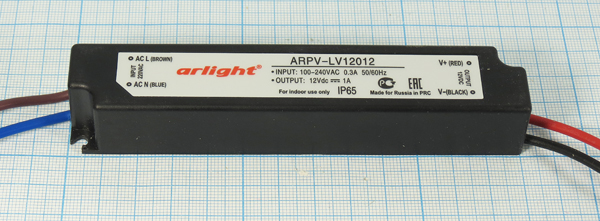 AC L (BROWN)
INPUT
220VAC
AC N (BLUE)
arlight®
ARPV-LV12012
• INPUT: 100-240VAC 0.3A 50/60Hz
• OUTPUT: 12Vdc ⎓ 1A
For indoor use only IP65
Made for Russia in PRC
EAC
V+ (RED)
OUTPUT
12VDC
V-(BLACK)